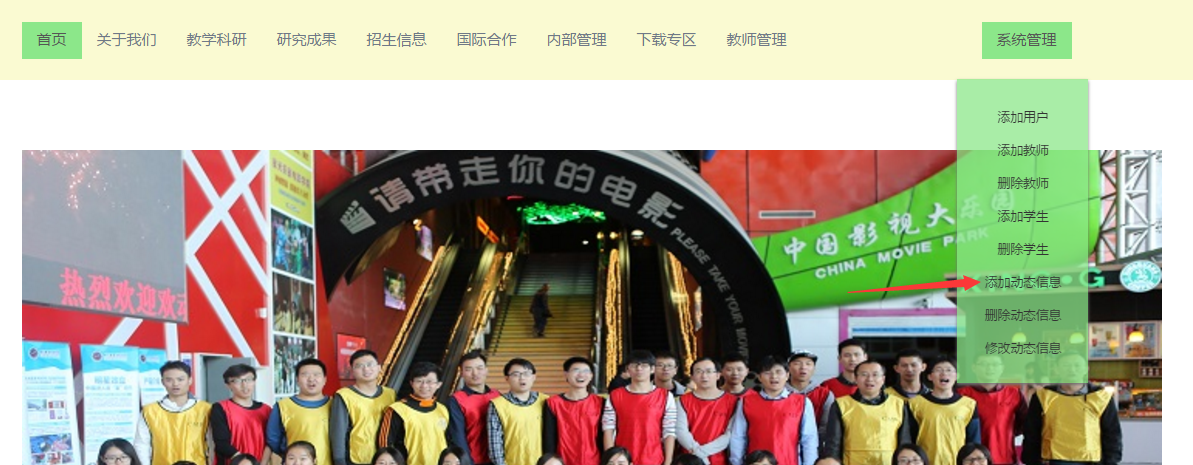 首页 关于我们 教学科研 研究成果 招生信息 国际合作 内部管理 下载专区 教师管理 系统管理
添加用户
添加教师
删除教师
添加学生
删除学生
添加动态信息
删除动态信息
修改动态信息
请带走你的电影
PLEASE TAKE YOUR MOVIE
中国影视大乐园
CHINA MOVIE PARK
热烈欢迎欢